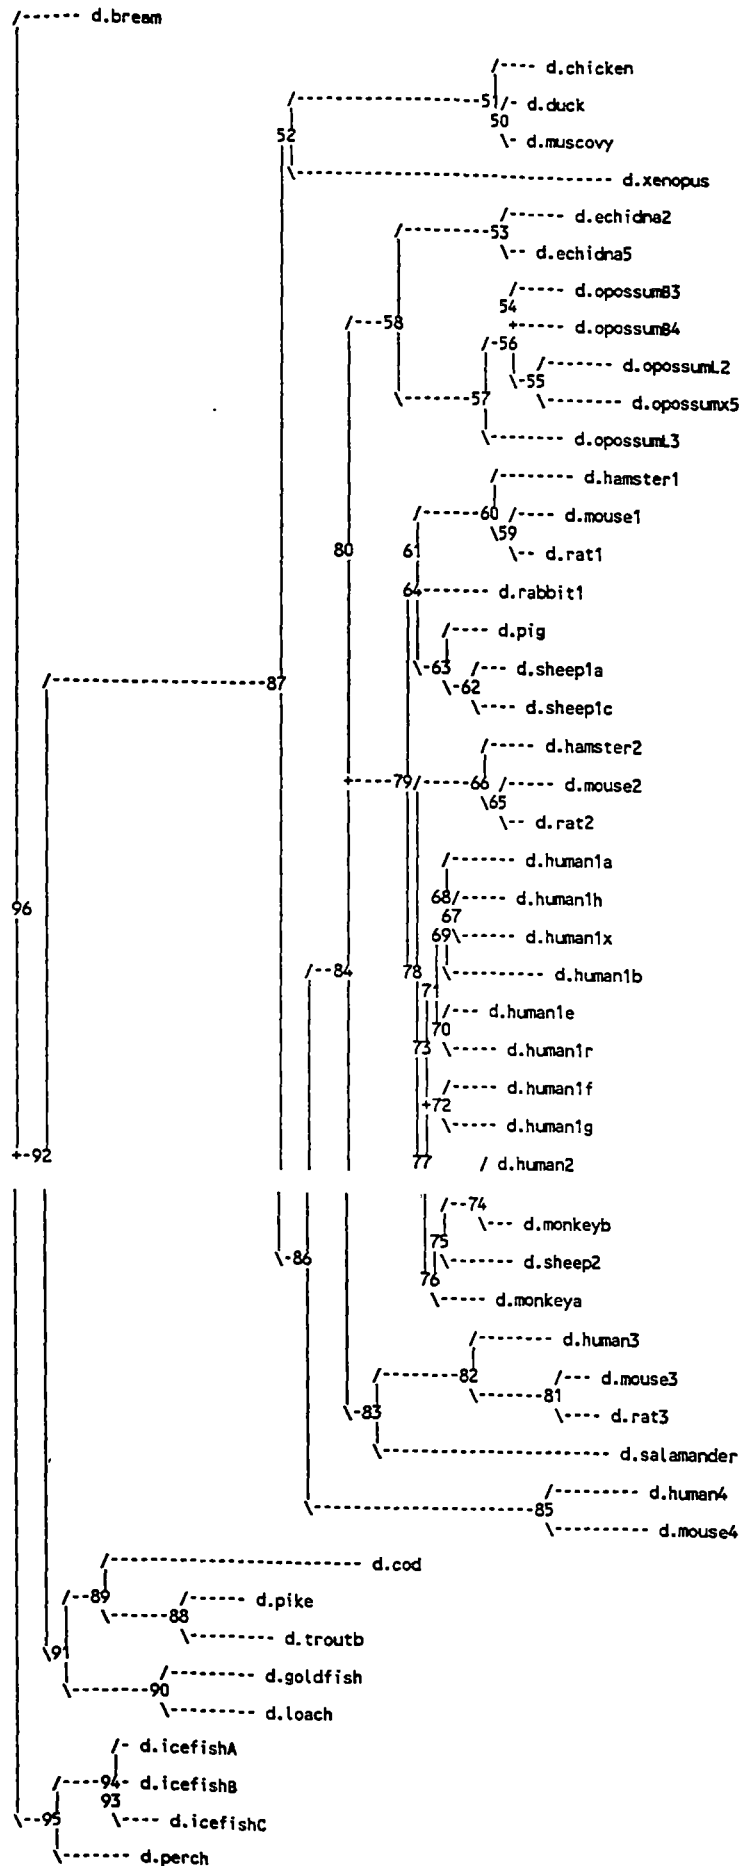 d.bream
d.chicken
51 d.duck
50
d.muscovy
52
d.xenopus
d.echidna2
53
d.echidna5
d.opossumB3
54
58 d.opossumB4
56
d.opossumL2
55
57 d.opossumx5
d.opossumL3
d.hamster1
60 d.mouse1
59
80 61 d.rat1
64 d.rabbit1
d.pig
63 d.sheep1a
87 62
d.sheep1c
d.hamster2
79 66 d.mouse2
65
d.rat2
d.human1a
96 68 d.human1h
67
69 d.human1x
84 78 d.human1b
71
d.human1e
70
73 d.human1r
d.human1f
72
d.human1g
92 77 d.human2
74
d.monkeyb
75
86 d.sheep2
76
d.monkeya
d.human3
82 d.mouse3
81
83 d.rat3
d.salamander
d.human4
85
d.mouse4
d.cod
89 d.pike
88
d.troutb
91
d.goldfish
90
d.loach
d.icefishA
94 d.icefishB
93
95 d.icefishC
d.perch